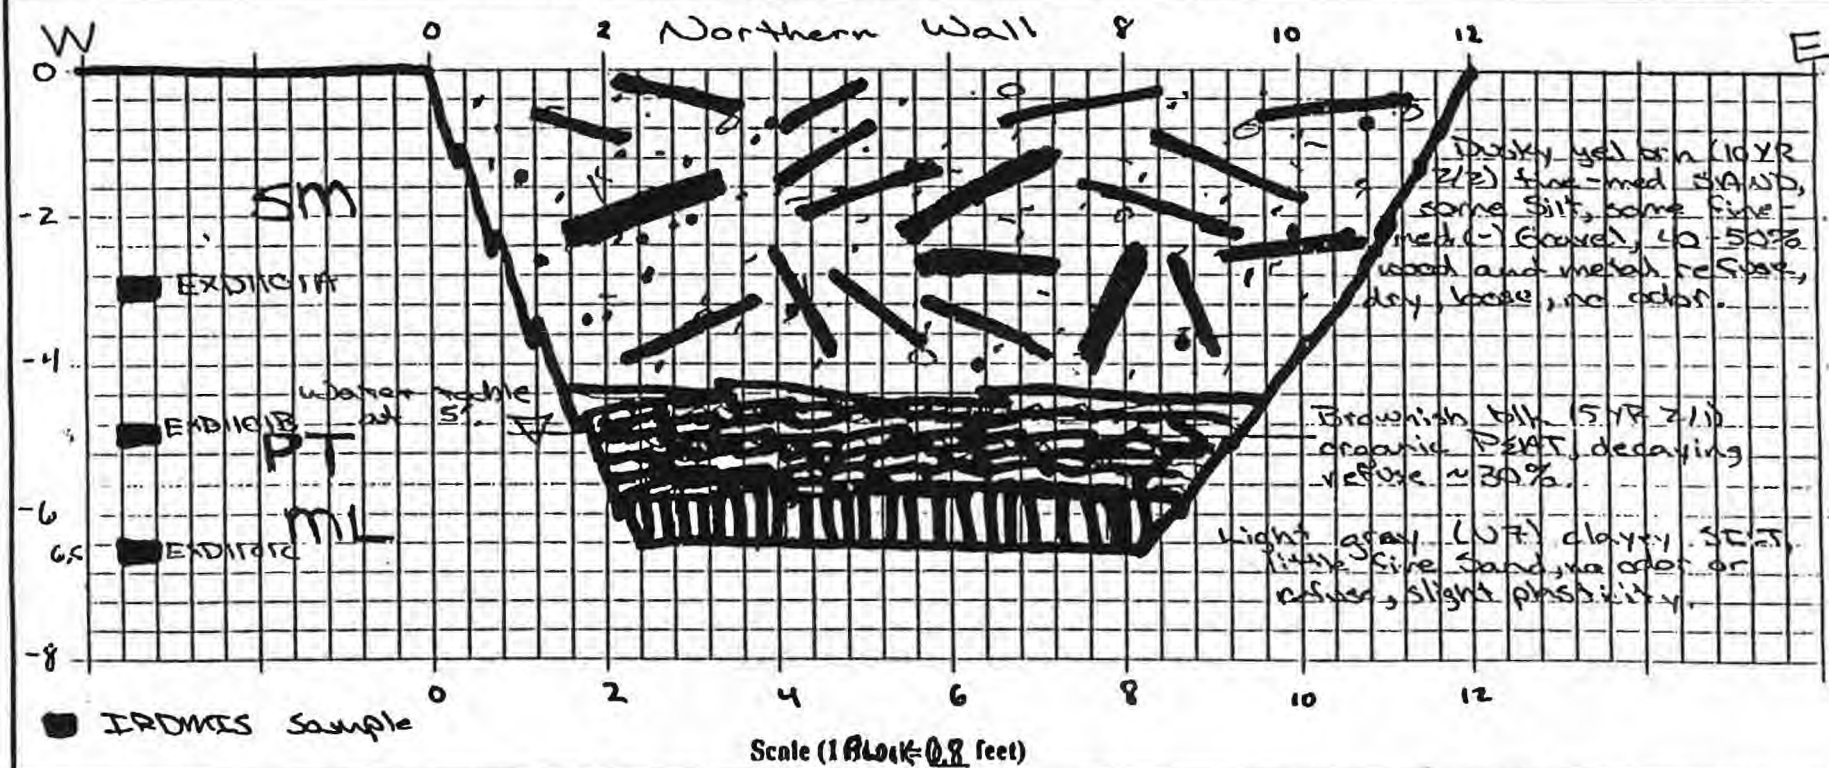 W 0 2 Northern Wall 8 10 12 E
0
-2
-4
-6
6.5
-8
SM
EXD1101A
Water table
at 5'
EXD1101B
PT
ML
EXD1101C
Dusky yel brn (10YR
2/2) fine-med SAND,
some Silt, some fine-
med(-) Gravel, 40-50%
wood and metal refuse,
dry, loose, no odor.
Brownish blk (5YR 2/1)
organic PEAT, decaying
refuse ~30%.
Light gray (N7) clayey SILT,
little fine Sand, no odor or
refuse, slight plasticity.
0 2 4 6 8 10 12
IRDMIS Sample
Scale (1 Block = 0.8 feet)